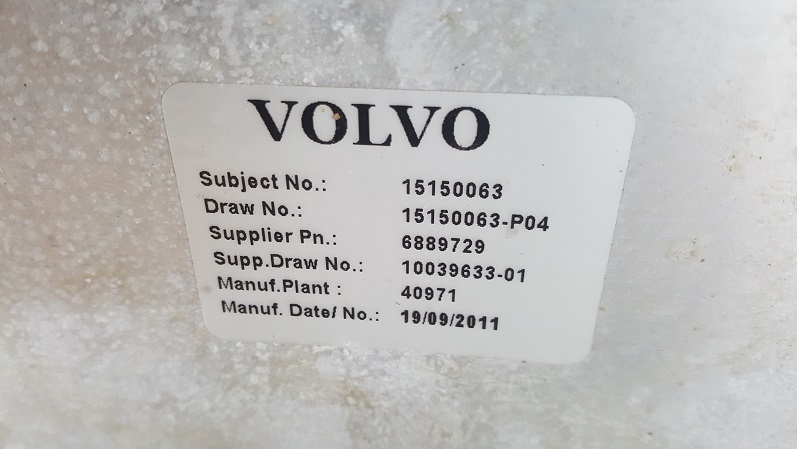 VOLVO
Subject No.: 15150063
Draw No.: 15150063-P04
Supplier Pn.: 6889729
Supp.Draw No.: 10039633-01
Manuf.Plant : 40971
Manuf. Date/ No.: 19/09/2011